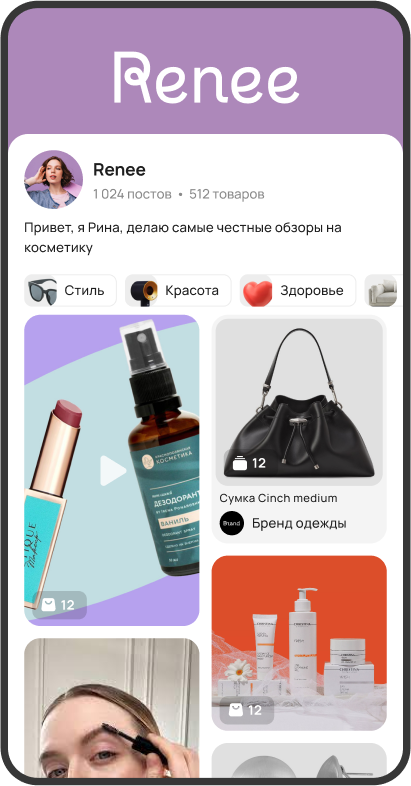 Renee
Renee
1 024 постов • 512 товаров
Привет, я Рина, делаю самые честные обзоры на
косметику
Стиль
Красота
Здоровье
КОСМЕТИКА
ДЕЗОДОРАНТ
ВАНИЛЬ
12
12
Сумка Cinch medium
Brand
Бренд одежды
CHRISTINA
12